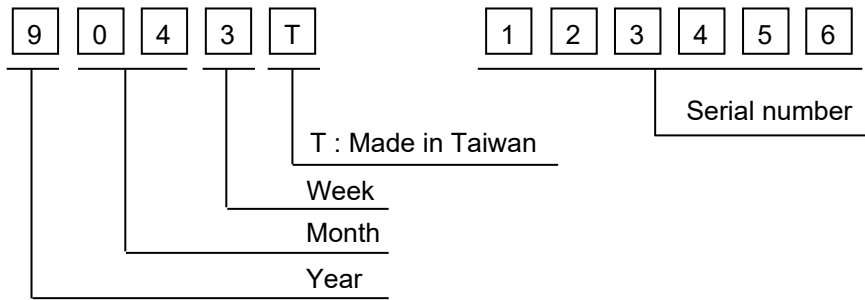 9 0 4 3 T 1 2 3 4 5 6
Serial number
T : Made in Taiwan
Week
Month
Year